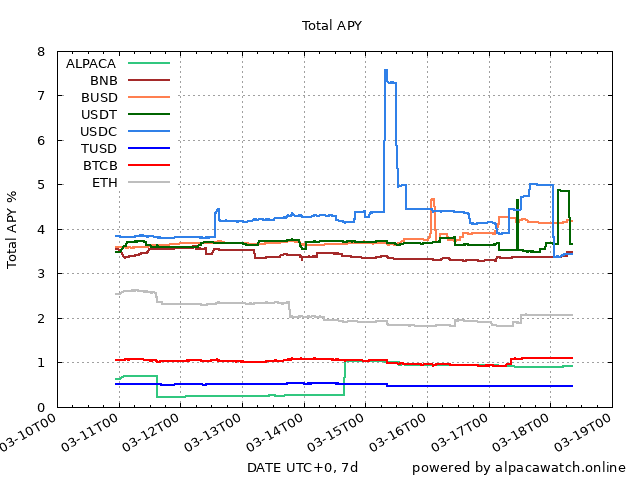 Total APY
Total APY %
8
7
6
5
4
3
2
1
0
ALPACA
BNB
BUSD
USDT
USDC
TUSD
BTCB
ETH
03-10T00
03-11T00
03-12T00
03-13T00
03-14T00
03-15T00
03-16T00
03-17T00
03-18T00
03-19T00
DATE UTC+0, 7d
powered by alpacawatch.online